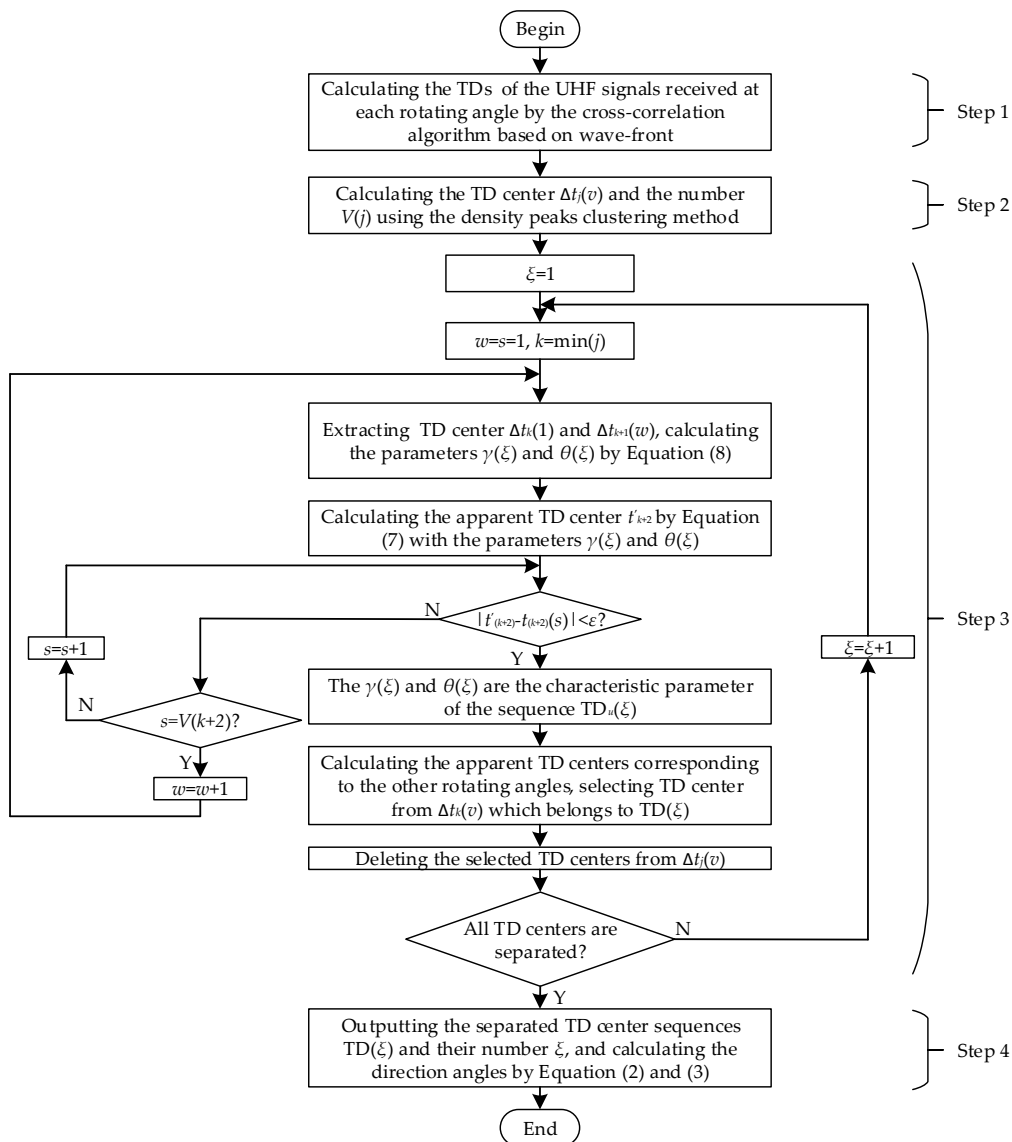 Begin
Calculating the TDs of the UHF signals received at
each rotating angle by the cross-correlation
algorithm based on wave-front
Step 1
Calculating the TD center Δtj(v) and the number
V(j) using the density peaks clustering method
Step 2
ξ=1
w=s=1, k=min(j)
Extracting TD center Δtk(1) and Δtk+1(w), calculating
the parameters γ(ξ) and θ(ξ) by Equation (8)
Calculating the apparent TD center t'k+2 by Equation
(7) with the parameters γ(ξ) and θ(ξ)
N
|t'(k+2)-t(k+2)(s)|<ε?
Y
s=s+1
ξ=ξ+1
Step 3
The γ(ξ) and θ(ξ) are the characteristic parameter
of the sequence TDu(ξ)
N
s=V(k+2)?
Y
w=w+1
Calculating the apparent TD centers corresponding
to the other rotating angles, selecting TD center
from Δtk(v) which belongs to TD(ξ)
Deleting the selected TD centers from Δtj(v)
All TD centers are
separated?
N
Y
Outputting the separated TD center sequences
TD(ξ) and their number ξ, and calculating the
direction angles by Equation (2) and (3)
Step 4
End